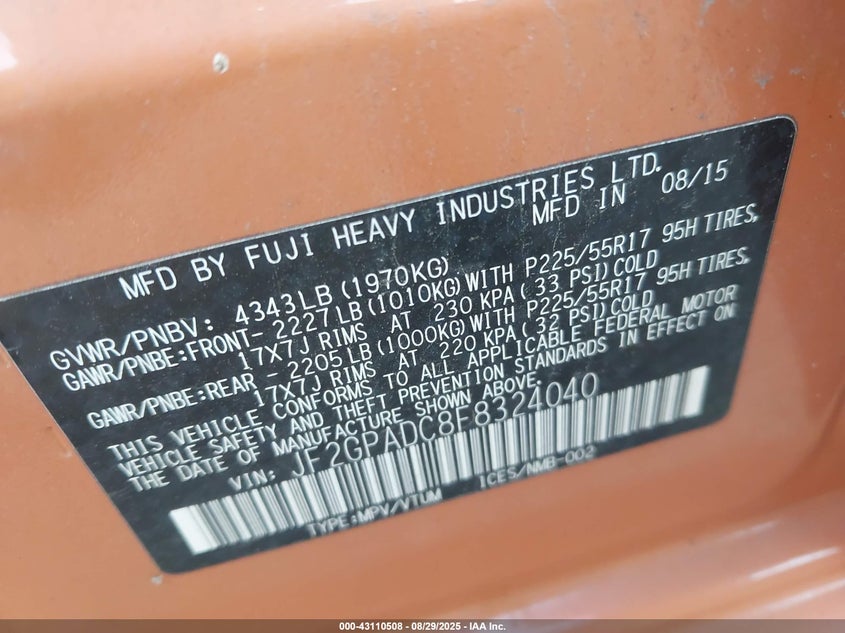 MFD BY FUJI HEAVY INDUSTRIES LTD.
MFD IN 08/15
GVWR/PNBV: 4343LB(1970KG)
GAWR/PNBE:FRONT- 2227LB(1010KG)WITH P225/55R17 95H TIRES,
17X7J RIMS AT 230 KPA(33 PSI)COLD
GAWR/PNBE:REAR - 2205LB(1000KG)WITH P225/55R17 95H TIRES,
17X7J RIMS AT 220 KPA(32 PSI)COLD
THIS VEHICLE CONFORMS TO ALL APPLICABLE FEDERAL MOTOR
VEHICLE SAFETY AND THEFT PREVENTION STANDARDS IN EFFECT ON
THE DATE OF MANUFACTURE SHOWN ABOVE.
VIN: JF2GPADC8F8324040
TYPE:MPV/VTUM ICES/NMB-002
000-43110508 - 08/29/2025 - IAA Inc.